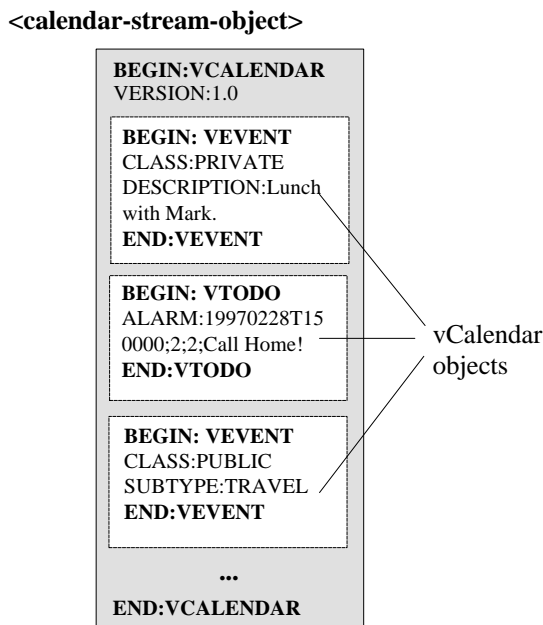 <calendar-stream-object>
BEGIN:VCALENDAR
VERSION:1.0
BEGIN: VEVENT
CLASS:PRIVATE
DESCRIPTION:Lunch
with Mark.
END:VEVENT
BEGIN: VTODO
ALARM:19970228T15
0000;2;2;Call Home!
END:VTODO
vCalendar
objects
BEGIN: VEVENT
CLASS:PUBLIC
SUBTYPE:TRAVEL
END:VEVENT
...
END:VCALENDAR